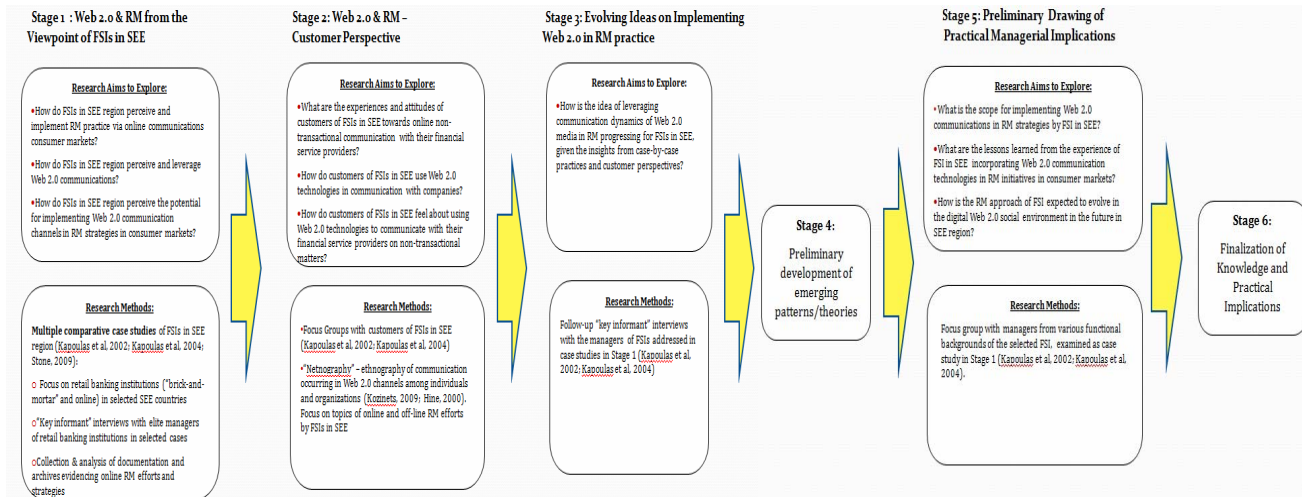 Stage 1 : Web 2.0 & RM from the
Viewpoint of FSIs in SEE
Research Aims to Explore:
•How do FSIs in SEE region perceive and
implement RM practice via online communications
consumer markets?
•How do FSIs in SEE region perceive and leverage
Web 2.0 communications?
•How do FSIs in SEE region perceive the potential
for implementing Web 2.0 communication
channels in RM strategies in consumer markets?
Research Methods:
Multiple comparative case studies of FSIs in SEE
region (Kapoulas et al, 2002; Kapoulas et al, 2004;
Stone, 2009):
o Focus on retail banking institutions ("brick-and-
mortar" and online) in selected SEE countries
o"Key informant" interviews with elite managers
of retail banking institutions in selected cases
oCollection & analysis of documentation and
archives evidencing online RM efforts and
strategies
Stage 2: Web 2.0 & RM –
Customer Perspective
Research Aims to Explore:
•What are the experiences and attitudes of
customers of FSIs in SEE towards online non-
transactional communication with their financial
service providers?
•How do customers of FSIs in SEE use Web 2.0
technologies in communication with companies?
•How do customers of FSIs in SEE feel about using
Web 2.0 technologies to communicate with their
financial service providers on non-transactional
matters?
Research Methods:
•Focus Groups with customers of FSIs in SEE
(Kapoulas et al, 2002; Kapoulas et al, 2004)
•"Netnography" – ethnography of communication
occurring in Web 2.0 channels among individuals
and organizations (Kozinets, 2009; Hine, 2000).
Focus on topics of online and off-line RM efforts
by FSIs in SEE
Stage 3: Evolving Ideas on Implementing
Web 2.0 in RM practice
Research Aims to Explore:
•How is the idea of leveraging
communication dynamics of Web 2.0
media in RM progressing for FSIs in SEE,
given the insights from case-by-case
practices and customer perspectives?
Research Methods:
Follow-up "key informant" interviews
with the managers of FSIs addressed in
case studies in Stage 1 (Kapoulas et al,
2002; Kapoulas et al, 2004)
Stage 4:
Preliminary
development of
emerging
patterns/theories
Stage 5: Preliminary Drawing of
Practical Managerial Implications
Research Aims to Explore:
•What is the scope for implementing Web 2.0
communications in RM strategies by FSI in SEE?
•What are the lessons learned from the experience of
FSI in SEE incorporating Web 2.0 communication
technologies in RM initiatives in consumer markets?
•How is the RM approach of FSI expected to evolve in
the digital Web 2.0 social environment in the future in
SEE region?
Research Methods:
Focus group with managers from various functional
backgrounds of the selected FSI, examined as case
study in Stage 1 (Kapoulas et al, 2002; Kapoulas et al,
2004).
Stage 6:
Finalization of
Knowledge and
Practical
Implications